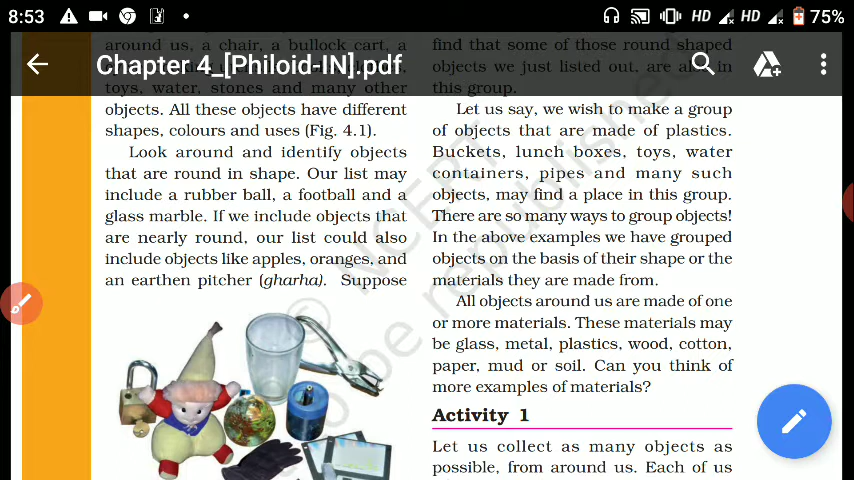 8:53
HD HD 75%
Chapter 4_[Philoid-IN].pdf
around us, a chair, a bullock cart, a
toys, water, stones and many other
objects. All these objects have different
shapes, colours and uses (Fig. 4.1).
Look around and identify objects
that are round in shape. Our list may
include a rubber ball, a football and a
glass marble. If we include objects that
are nearly round, our list could also
include objects like apples, oranges, and
an earthen pitcher (gharha). Suppose
find that some of those round shaped
objects we just listed out, are also in
this group.
Let us say, we wish to make a group
of objects that are made of plastics.
Buckets, lunch boxes, toys, water
containers, pipes and many such
objects, may find a place in this group.
There are so many ways to group objects!
In the above examples we have grouped
objects on the basis of their shape or the
materials they are made from.
All objects around us are made of one
or more materials. These materials may
be glass, metal, plastics, wood, cotton,
paper, mud or soil. Can you think of
more examples of materials?
Activity 1
Let us collect as many objects as
possible, from around us. Each of us
© NCERT
to be republished